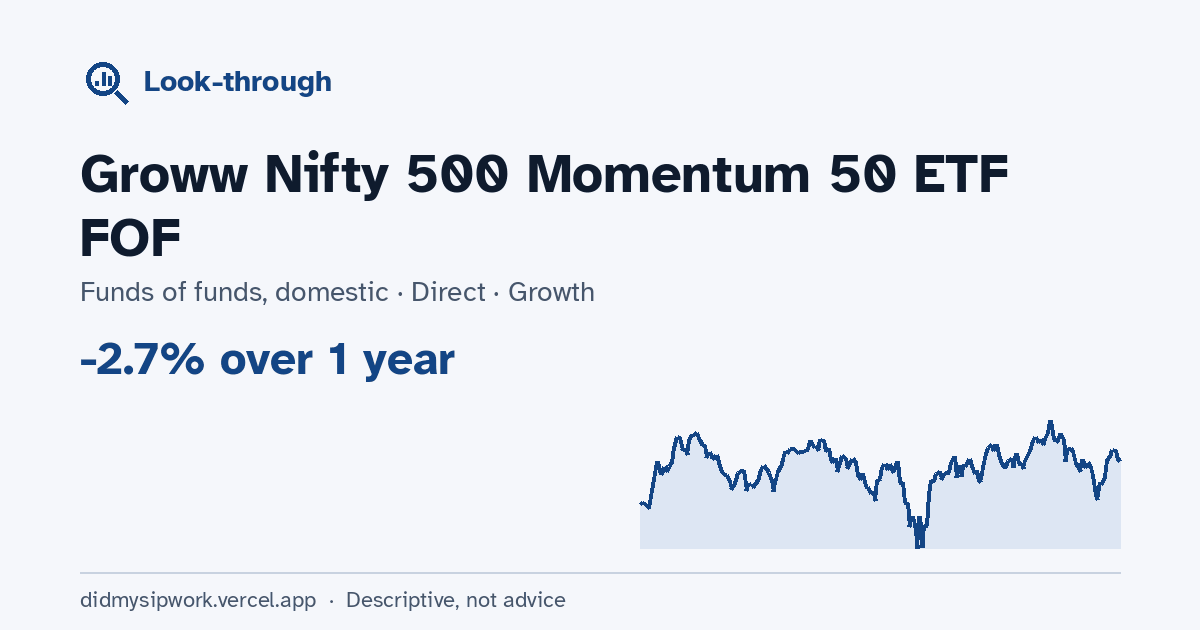 Look-through
Groww Nifty 500 Momentum 50 ETF
FOF
Funds of funds, domestic · Direct · Growth
-2.7% over 1 year
didmysipwork.vercel.app · Descriptive, not advice